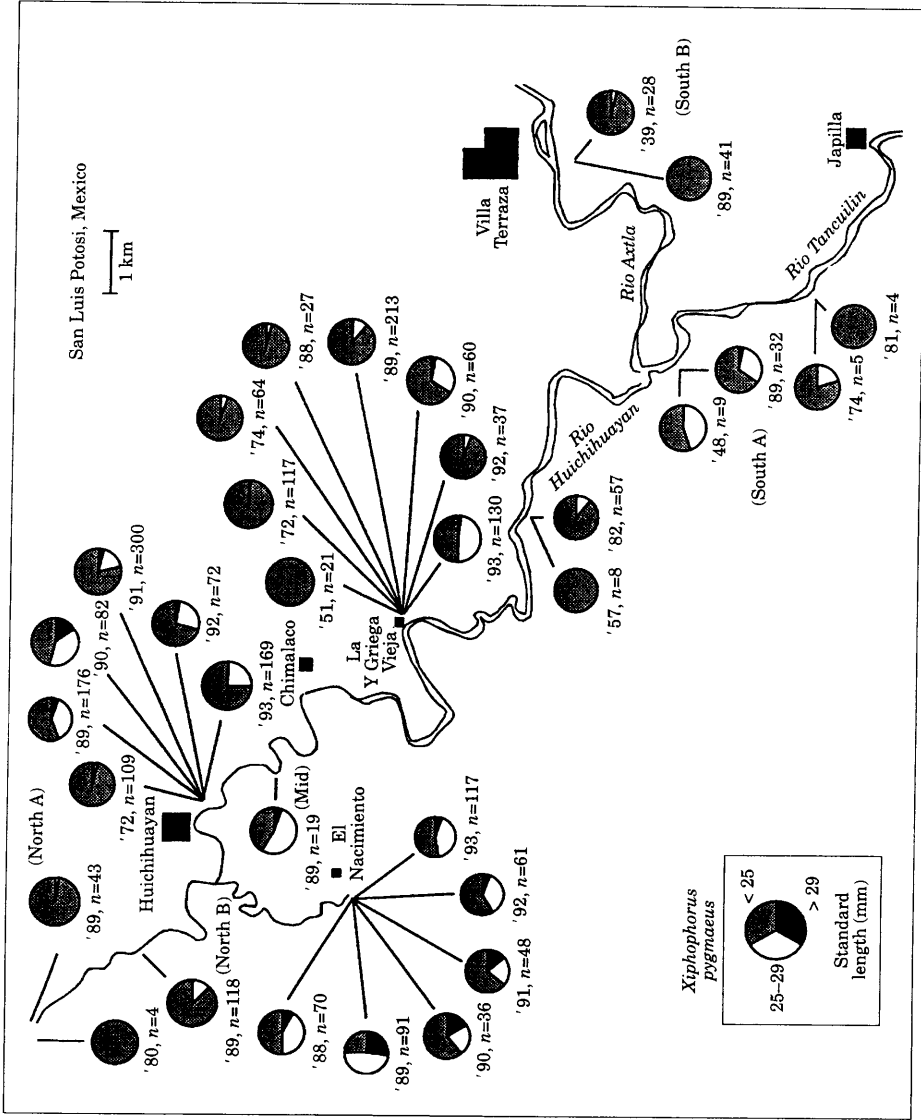 San Luis Potosi, Mexico
1 km
(North A)
'89, n=43
'80, n=4
'89, n=118
(North B)
Huichihuayan
'72, n=109
'89, n=176
'90, n=82
'91, n=300
'92, n=72
'93, n=169
Chimalaco
'89, n=19
(Mid)
El
Nacimiento
'88, n=70
'89, n=91
'90, n=36
'91, n=48
'92, n=61
'93, n=117
La
Y Griega
Vieja
'51, n=21
'72, n=117
'74, n=64
'88, n=27
'89, n=213
'90, n=60
'92, n=37
'93, n=130
Rio
Huichihuayan
'57, n=8
'82, n=57
Villa
Terraza
Rio Axtla
'39, n=28
(South B)
'89, n=41
'48, n=9
'89, n=32
(South A)
Rio Tancuilin
'74, n=5
'81, n=4
Japilla
Xiphophorus
pygmaeus
25–29
< 25
> 29
Standard
length (mm)